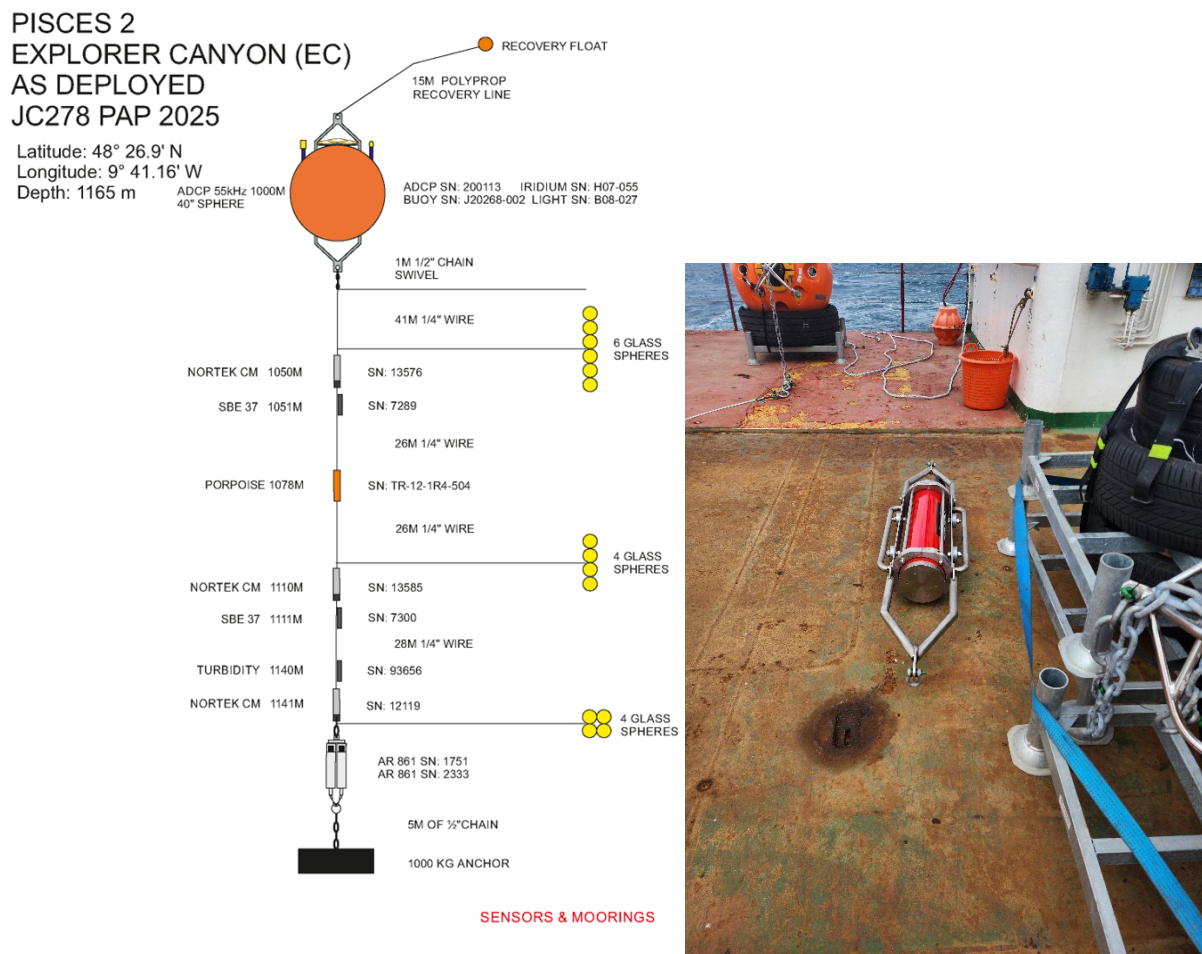 PISCES 2
EXPLORER CANYON (EC)
AS DEPLOYED
JC278 PAP 2025
Latitude: 48° 26.9' N
Longitude: 9° 41.16' W
Depth: 1165 m
RECOVERY FLOAT
15M POLYPROP
RECOVERY LINE
ADCP 55kHz 1000M
40" SPHERE
ADCP SN: 200113 IRIDIUM SN: H07-055
BUOY SN: J20268-002 LIGHT SN: B08-027
1M 1/2" CHAIN
SWIVEL
41M 1/4" WIRE
6 GLASS
SPHERES
NORTEK CM 1050M SN: 13576
SBE 37 1051M SN: 7289
26M 1/4" WIRE
PORPOISE 1078M SN: TR-12-1R4-504
26M 1/4" WIRE
4 GLASS
SPHERES
NORTEK CM 1110M SN: 13585
SBE 37 1111M SN: 7300
28M 1/4" WIRE
TURBIDITY 1140M SN: 93656
NORTEK CM 1141M SN: 12119
4 GLASS
SPHERES
AR 861 SN: 1751
AR 861 SN: 2333
5M OF ½"CHAIN
1000 KG ANCHOR
SENSORS & MOORINGS